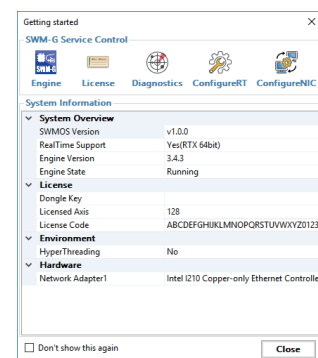 Getting started
SWM-G Service Control
SWM-G
Engine License Diagnostics ConfigureRT ConfigureNIC
System Information
System Overview
SWMOS Version v1.0.0
RealTime Support Yes(RTX 64bit)
Engine Version 3.4.3
Engine State Running
License
Dongle Key
Licensed Axis 128
License Code ABCDEFGHIJKLMNOPQRSTUVWXYZ0123
Environment
HyperThreading No
Hardware
Network Adapter1 Intel I210 Copper-only Ethernet Controlle
Don't show this again Close